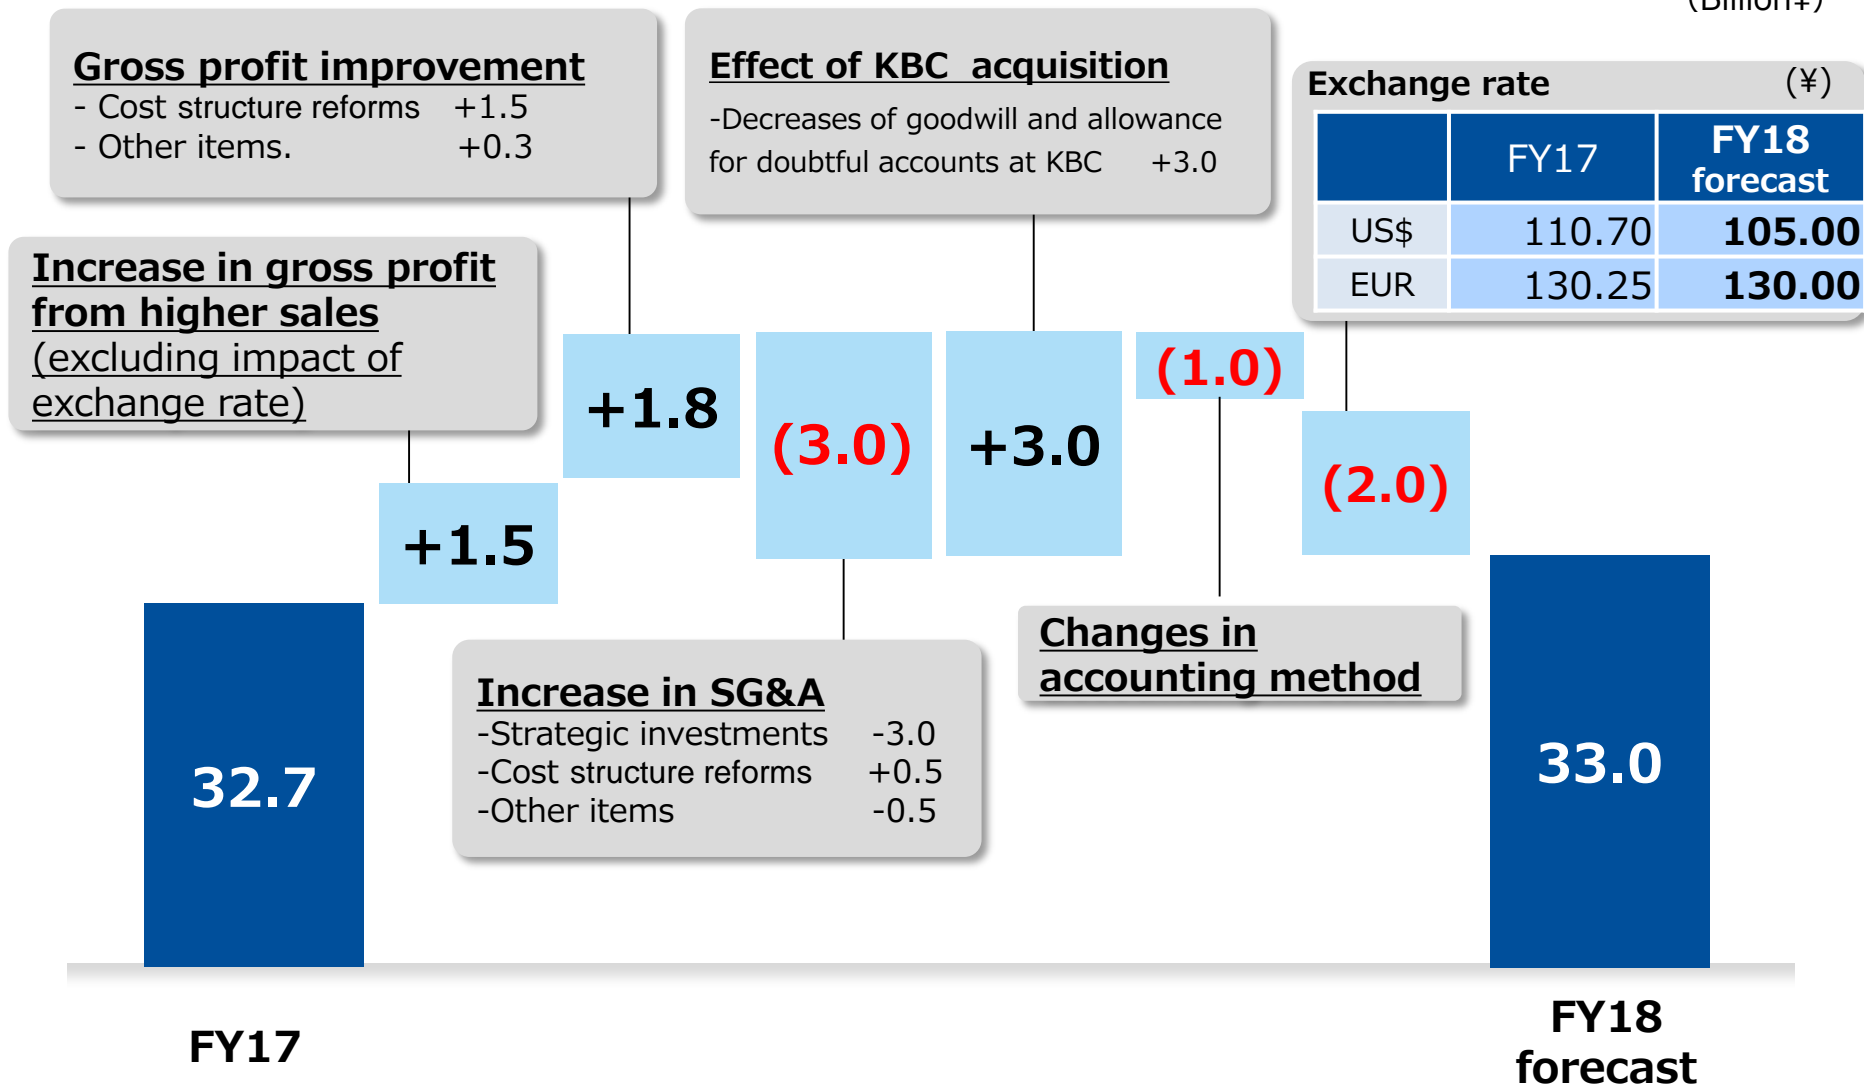 (Billion¥)
Gross profit improvement
- Cost structure reforms +1.5
- Other items. +0.3
Effect of KBC acquisition
-Decreases of goodwill and allowance
for doubtful accounts at KBC +3.0
Exchange rate (¥)
FY17 FY18 forecast
US$ 110.70 105.00
EUR 130.25 130.00
Increase in gross profit
from higher sales
(excluding impact of
exchange rate)
+1.5
+1.8
(3.0)
+3.0
(1.0)
(2.0)
Increase in SG&A
-Strategic investments -3.0
-Cost structure reforms +0.5
-Other items -0.5
Changes in
accounting method
32.7
33.0
FY17
FY18
forecast